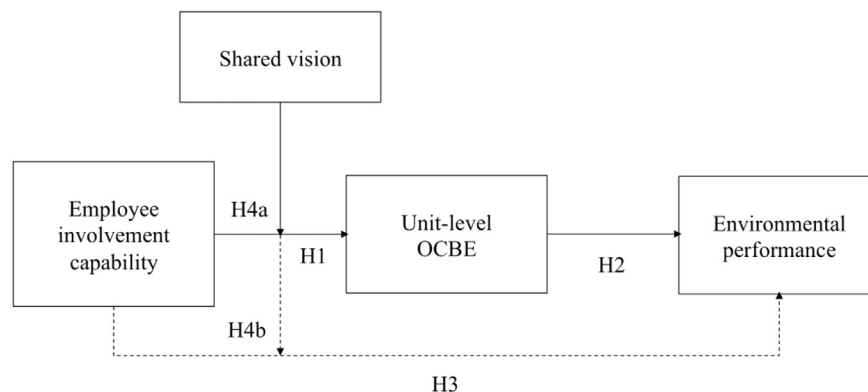 Shared vision
Employee
involvement
capability
H4a
H1
Unit-level
OCBE
H2
Environmental
performance
H4b
H3